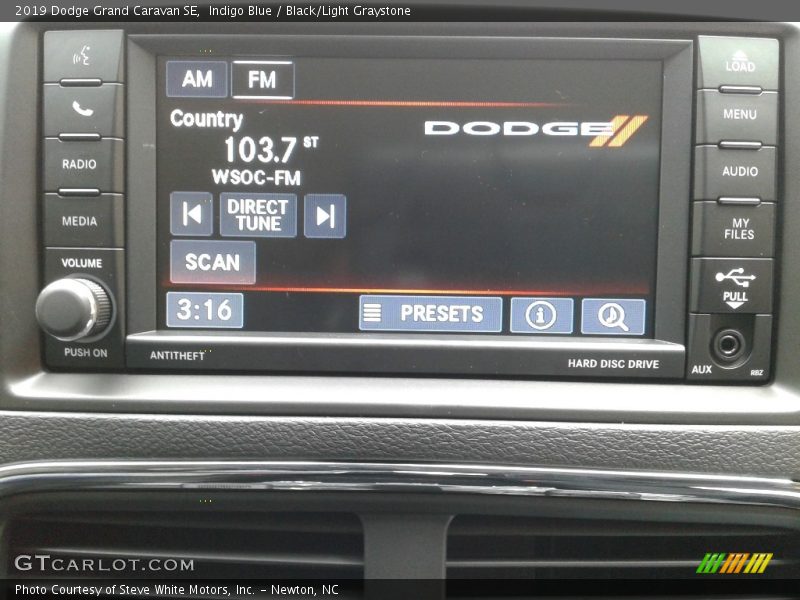 2019 Dodge Grand Caravan SE, Indigo Blue / Black/Light Graystone
LOAD
AM FM
MENU
Country
DODGE
103.7 ST
WSOC-FM
RADIO
AUDIO
MEDIA
DIRECT TUNE
MY FILES
VOLUME
SCAN
PULL
3:16
PRESETS
i
PUSH ON
ANTITHEFT
HARD DISC DRIVE
AUX
RBZ
GTCARLOT.COM
Photo Courtesy of Steve White Motors, Inc. - Newton, NC